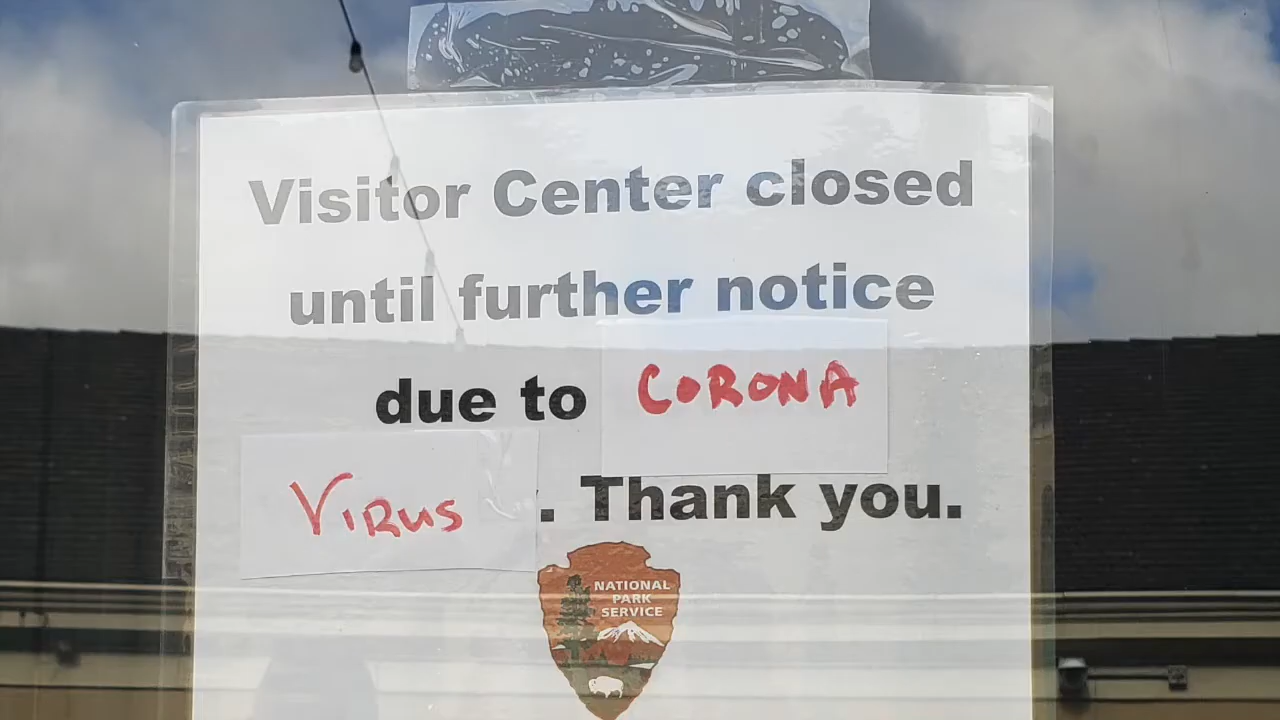 Visitor Center closed
until further notice
due to CORONA
VIRUS . Thank you.
NATIONAL
PARK
SERVICE